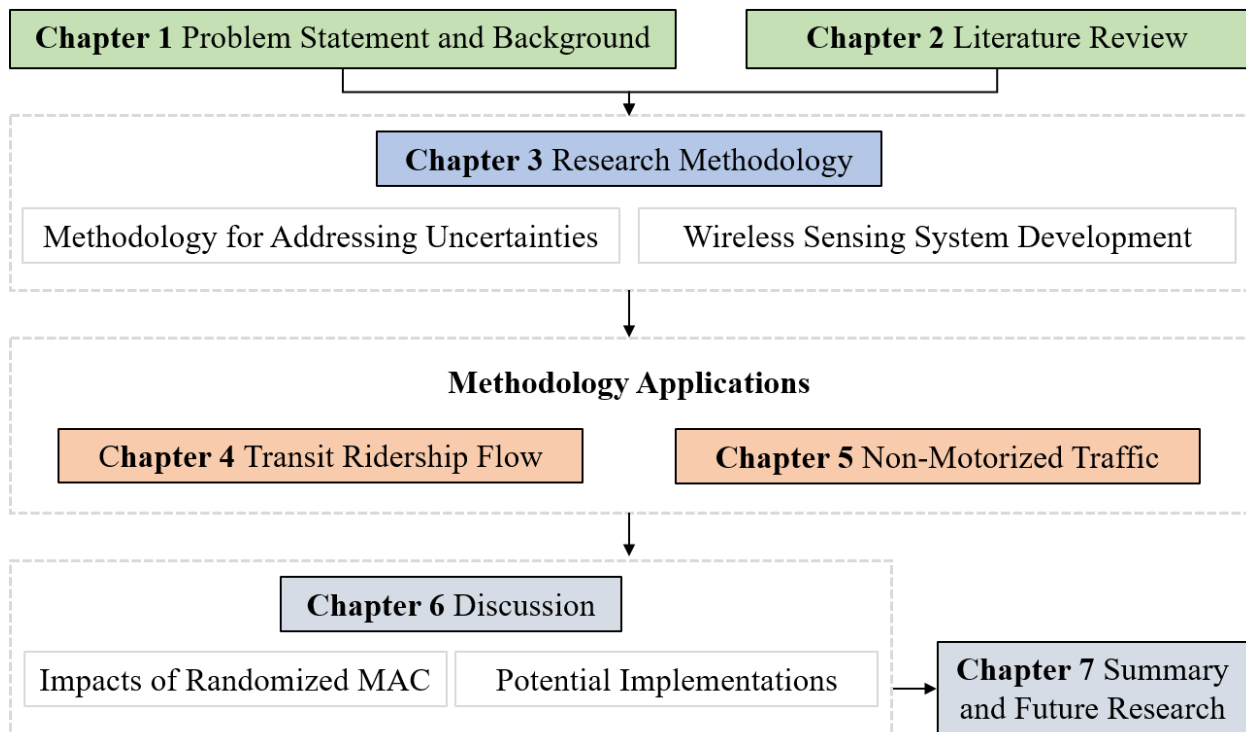 Chapter 1 Problem Statement and Background
Chapter 2 Literature Review
Chapter 3 Research Methodology
Methodology for Addressing Uncertainties
Wireless Sensing System Development
Methodology Applications
Chapter 4 Transit Ridership Flow
Chapter 5 Non-Motorized Traffic
Chapter 6 Discussion
Impacts of Randomized MAC
Potential Implementations
Chapter 7 Summary
and Future Research